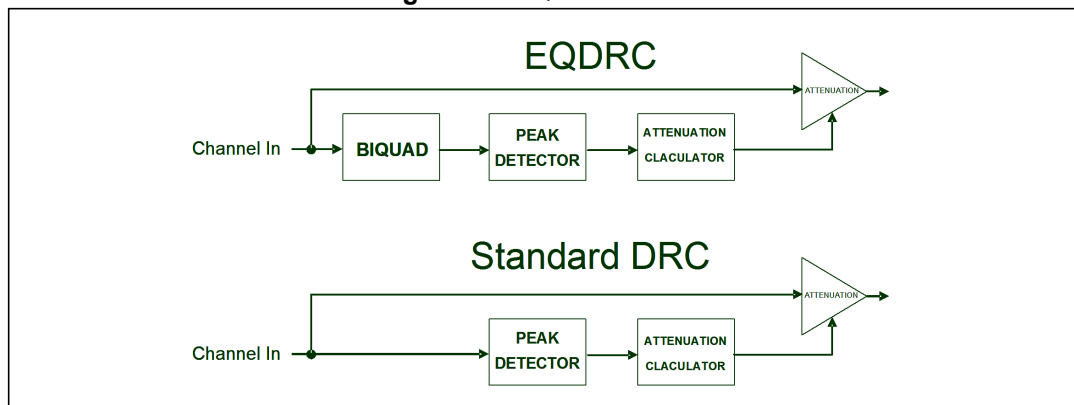 EQDRC
ATTENUATION
Channel In
BIQUAD
PEAK
DETECTOR
ATTENUATION
CLACULATOR
Standard DRC
ATTENUATION
Channel In
PEAK
DETECTOR
ATTENUATION
CLACULATOR